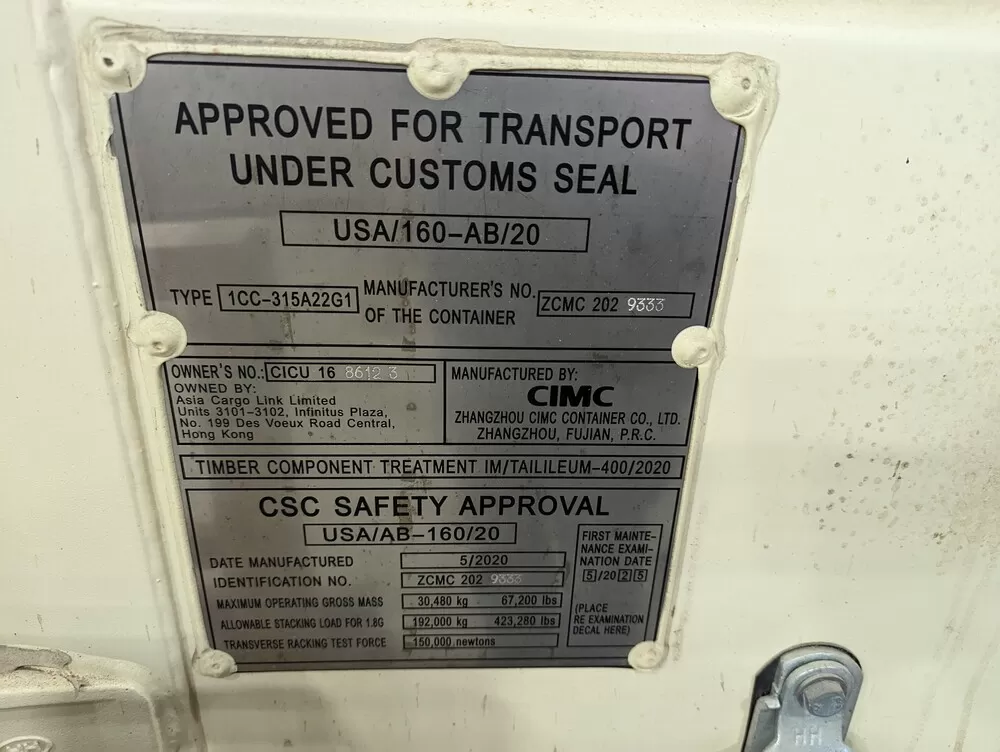 APPROVED FOR TRANSPORT
UNDER CUSTOMS SEAL
USA/160-AB/20
TYPE 1CC-315A22G1
MANUFACTURER'S NO.
OF THE CONTAINER
ZCMC 202 9333
OWNER'S NO.: CICU 16 8612 3
OWNED BY:
Asia Cargo Link Limited
Units 3101-3102, Infinitus Plaza,
No. 199 Des Voeux Road Central,
Hong Kong
MANUFACTURED BY:
CIMC
ZHANGZHOU CIMC CONTAINER CO., LTD.
ZHANGZHOU, FUJIAN, P.R.C.
TIMBER COMPONENT TREATMENT IM/TAILILEUM-400/2020
CSC SAFETY APPROVAL
USA/AB-160/20
DATE MANUFACTURED 5/2020
IDENTIFICATION NO. ZCMC 202 9333
MAXIMUM OPERATING GROSS MASS 30,480 kg 67,200 lbs
ALLOWABLE STACKING LOAD FOR 1.8G 192,000 kg 423,280 lbs
TRANSVERSE RACKING TEST FORCE 150,000 newtons
FIRST MAINTE-
NANCE EXAMI-
NATION DATE
5/2025
(PLACE
RE EXAMINATION
DECAL HERE)
HH